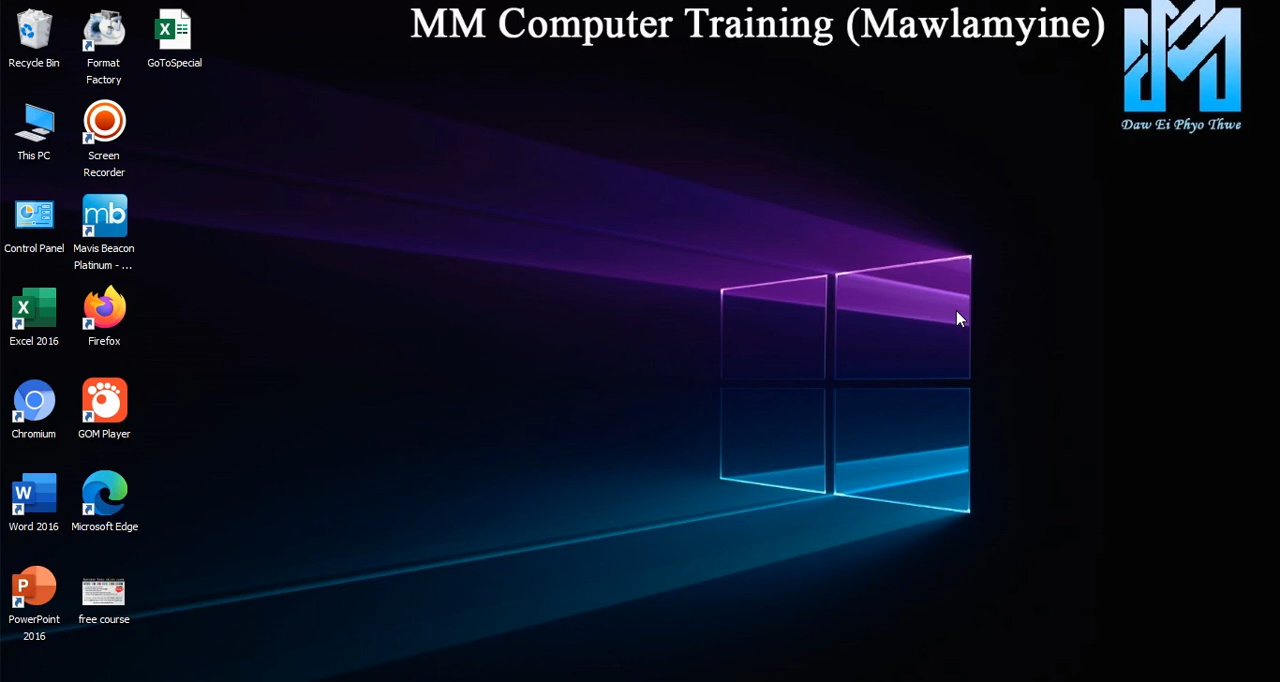 MM Computer Training (Mawlamyine)
Daw Ei Phyo Thwe
Recycle Bin
Format
Factory
GoToSpecial
This PC
Screen
Recorder
Control Panel
mb
Mavis Beacon
Platinum - ...
X
Excel 2016
Firefox
Chromium
GOM Player
W
Word 2016
Microsoft Edge
P
PowerPoint
2016
free course